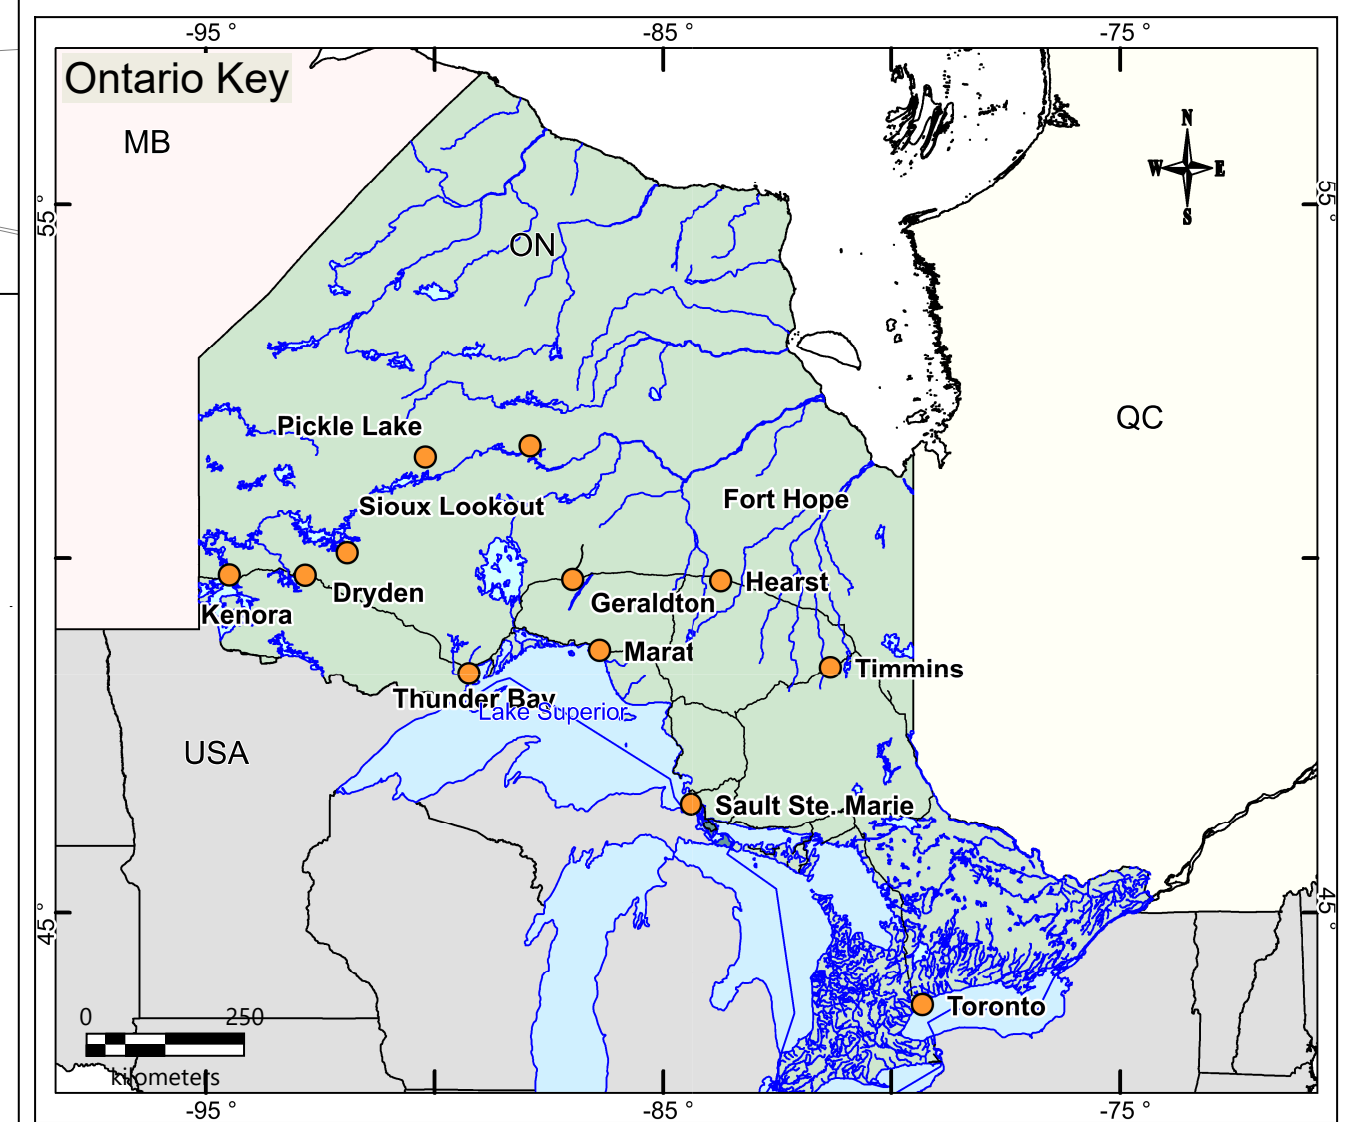 -95 °
-85 °
-75 °
Ontario Key
MB
N
W
E
S
55 °
55 °
ON
QC
Pickle Lake
Sioux Lookout
Fort Hope
Dryden
Hearst
Geraldton
Kenora
Marat
Timmins
Thunder Bay
Lake Superior
USA
Sault Ste. Marie
45 °
45 °
Toronto
0
250
kilometers
-95 °
-85 °
-75 °